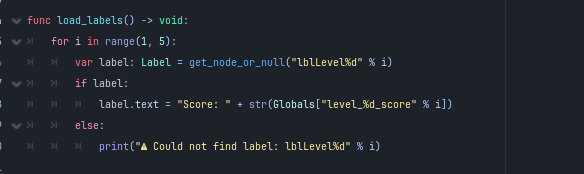 func load_labels() -> void:
for i in range(1, 5):
var label: Label = get_node_or_null("lblLevel%d" % i)
if label:
label.text = "Score: " + str(Globals["level_%d_score" % i])
else:
print("⚠ Could not find label: lblLevel%d" % i)